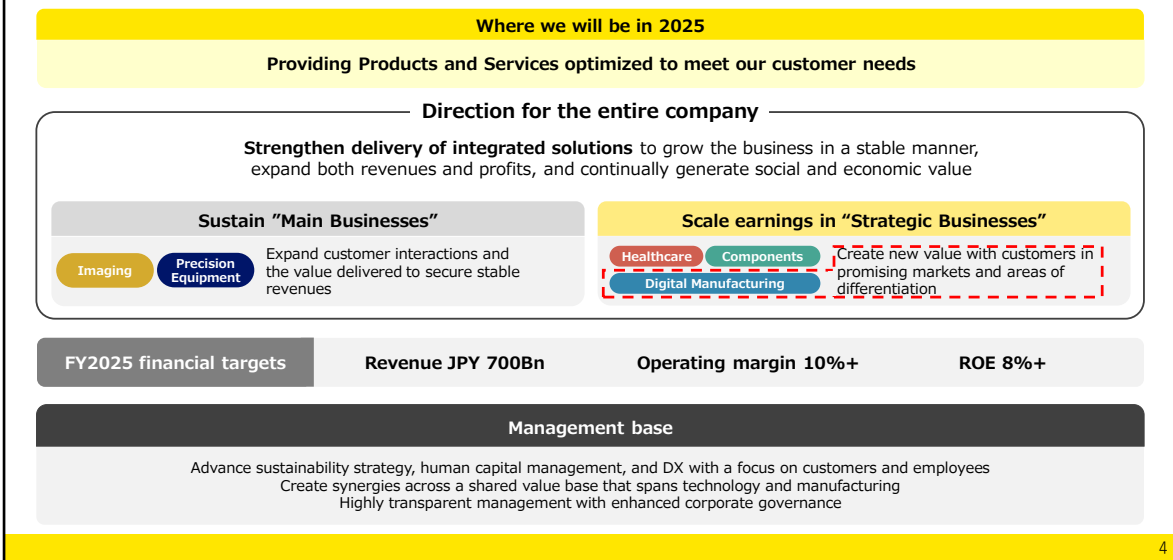 Where we will be in 2025
Providing Products and Services optimized to meet our customer needs
Direction for the entire company
Strengthen delivery of integrated solutions to grow the business in a stable manner,
expand both revenues and profits, and continually generate social and economic value
Sustain ”Main Businesses”
Imaging
Precision
Equipment
Expand customer interactions and
the value delivered to secure stable
revenues
Scale earnings in “Strategic Businesses”
Healthcare
Components
Digital Manufacturing
Create new value with customers in
promising markets and areas of
differentiation
FY2025 financial targets
Revenue JPY 700Bn
Operating margin 10%+
ROE 8%+
Management base
Advance sustainability strategy, human capital management, and DX with a focus on customers and employees
Create synergies across a shared value base that spans technology and manufacturing
Highly transparent management with enhanced corporate governance
4